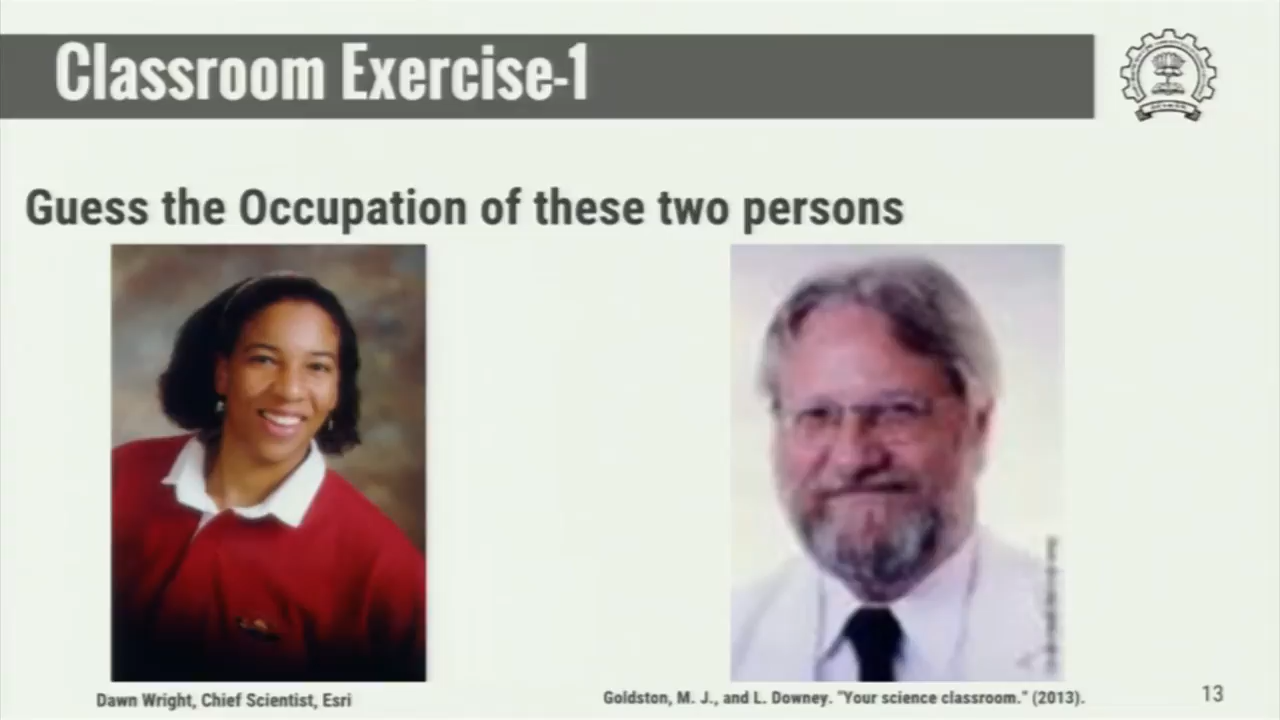 Classroom Exercise-1
Guess the Occupation of these two persons
Dawn Wright, Chief Scientist, Esri
Goldston, M. J., and L. Downey. "Your science classroom." (2013).
13